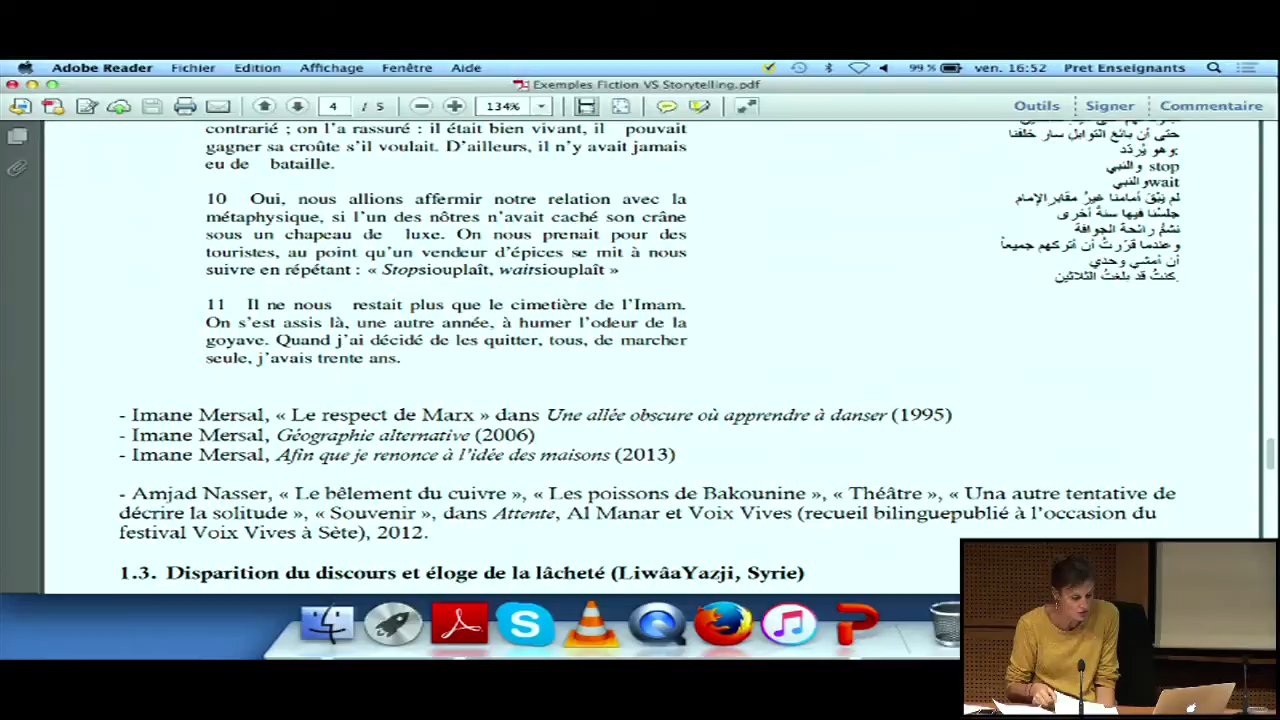 Adobe Reader Fichier Edition Affichage Fenêtre Aide 99 % ven. 16:52 Pret Enseignants
Exemples Fiction VS Storytelling.pdf
4 / 5 134% Outils Signer Commentaire
contrarié ; on l'a rassuré : il était bien vivant, il pouvait
gagner sa croûte s'il voulait. D'ailleurs, il n'y avait jamais
eu de bataille.
10 Oui, nous allions affermir notre relation avec la
métaphysique, si l'un des nôtres n'avait caché son crâne
sous un chapeau de luxe. On nous prenait pour des
touristes, au point qu'un vendeur d'épices se mit à nous
suivre en répétant : « Stopsiouplaît, waitsiouplaît »
11 Il ne nous restait plus que le cimetière de l'Imam.
On s'est assis là, une autre année, à humer l'odeur de la
goyave. Quand j'ai décidé de les quitter, tous, de marcher
seule, j'avais trente ans.
حتى أن بائع التوابل سار خلفنا
وهو يُردّد:
stop والنبي
wait والنبي
لم يَبْقَ أمامنا غيرُ مقابر الإمام
جلسْنا فيها سنةً أخرى
نشمُّ رائحة الجوافة
وعندما قرّرتُ أن أتركهم جميعاً
أن أمشي وحدي
كنتُ قد بلغتُ الثلاثين.
- Imane Mersal, « Le respect de Marx » dans Une allée obscure où apprendre à danser (1995)
- Imane Mersal, Géographie alternative (2006)
- Imane Mersal, Afin que je renonce à l'idée des maisons (2013)
- Amjad Nasser, « Le bêlement du cuivre », « Les poissons de Bakounine », « Théâtre », « Una autre tentative de
décrire la solitude », « Souvenir », dans Attente, Al Manar et Voix Vives (recueil bilinguepublié à l'occasion du
festival Voix Vives à Sète), 2012.
1.3. Disparition du discours et éloge de la lâcheté (LiwâaYazji, Syrie)